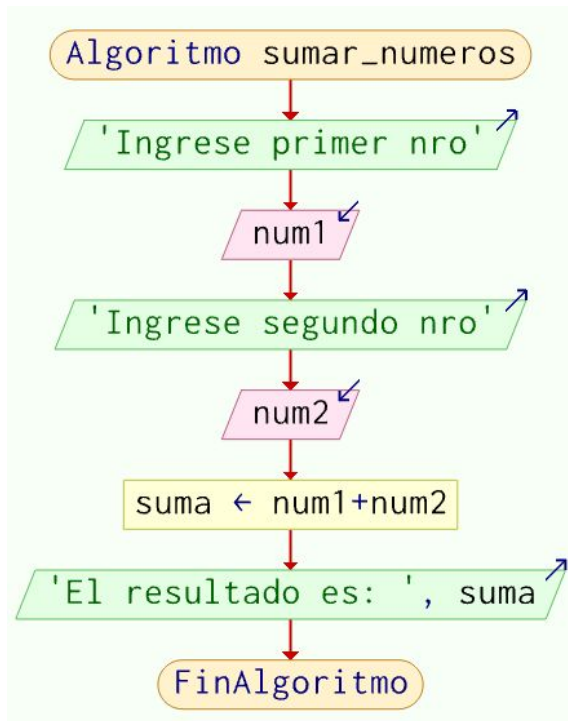 Algoritmo sumar_numeros
'Ingrese primer nro'
num1
'Ingrese segundo nro'
num2
suma ← num1+num2
'El resultado es: ', suma
FinAlgoritmo